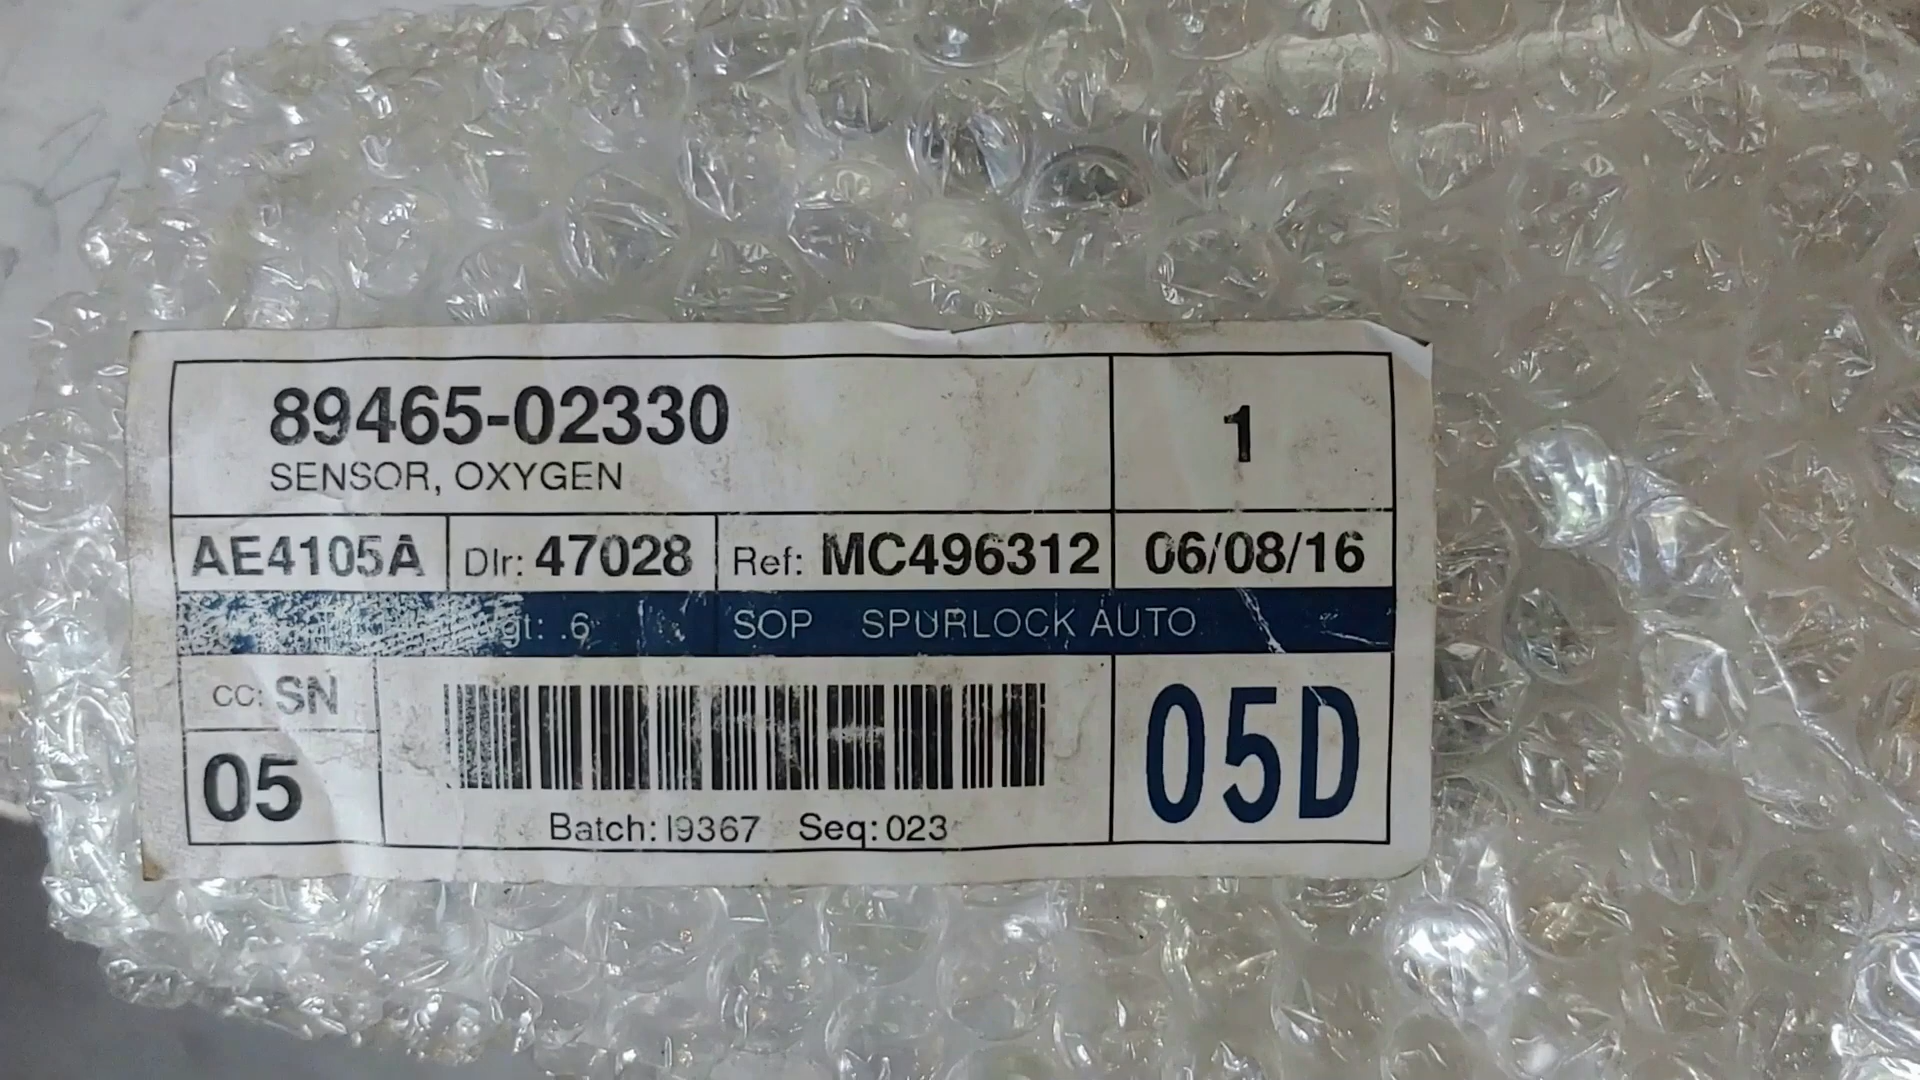 89465-02330
1
SENSOR, OXYGEN
AE4105A Dlr: 47028 Ref: MC496312 06/08/16
.6 SOP SPURLOCK AUTO
CC: SN
05
05D
Batch: I9367 Seq: 023